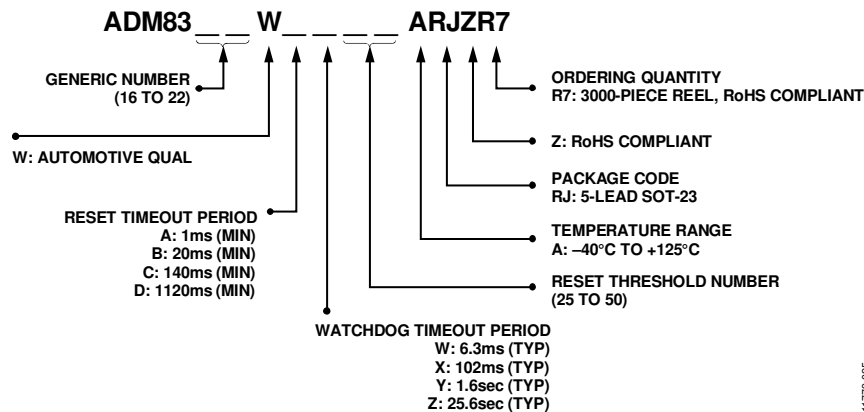 ADM83_ _ W_ _ _ _ ARJZR7
GENERIC NUMBER
(16 TO 22)
W: AUTOMOTIVE QUAL
RESET TIMEOUT PERIOD
A: 1ms (MIN)
B: 20ms (MIN)
C: 140ms (MIN)
D: 1120ms (MIN)
WATCHDOG TIMEOUT PERIOD
W: 6.3ms (TYP)
X: 102ms (TYP)
Y: 1.6sec (TYP)
Z: 25.6sec (TYP)
ORDERING QUANTITY
R7: 3000-PIECE REEL, RoHS COMPLIANT
Z: RoHS COMPLIANT
PACKAGE CODE
RJ: 5-LEAD SOT-23
TEMPERATURE RANGE
A: –40°C TO +125°C
RESET THRESHOLD NUMBER
(25 TO 50)